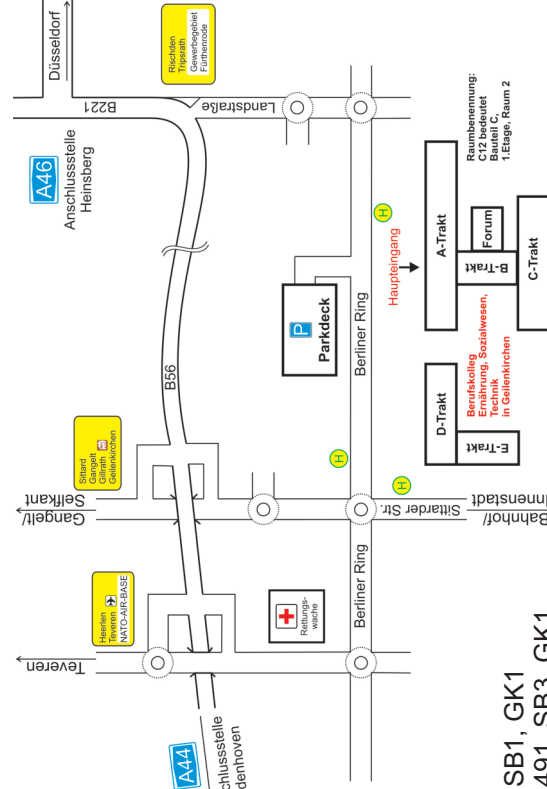 Düsseldorf
B221
Landstraße
Rischden
Tripsrath
Gewerbegebiet
Fürthenrode
A46
Anschlussstelle
Heinsberg
B56
Sittard
Gangelt
Gillrath
Geilenkirchen
Gangelt/
Selfkant
Heerlen
Teveren
NATO-AIR-BASE
Teveren
A44
Rettungs-
wache
P
Parkdeck
Berliner Ring
Berliner Ring
Sittarder Str.
Bahnhof/
Innenstadt
H
H
H
Haupteingang
A-Trakt
B-Trakt
Forum
C-Trakt
D-Trakt
E-Trakt
Berufskolleg
Ernährung, Sozialwesen,
Technik
in Geilenkirchen
Raumbenennung:
C12 bedeutet
Bauteil C,
1.Etage, Raum 2
SB1, GK1
491, SB3, GK1